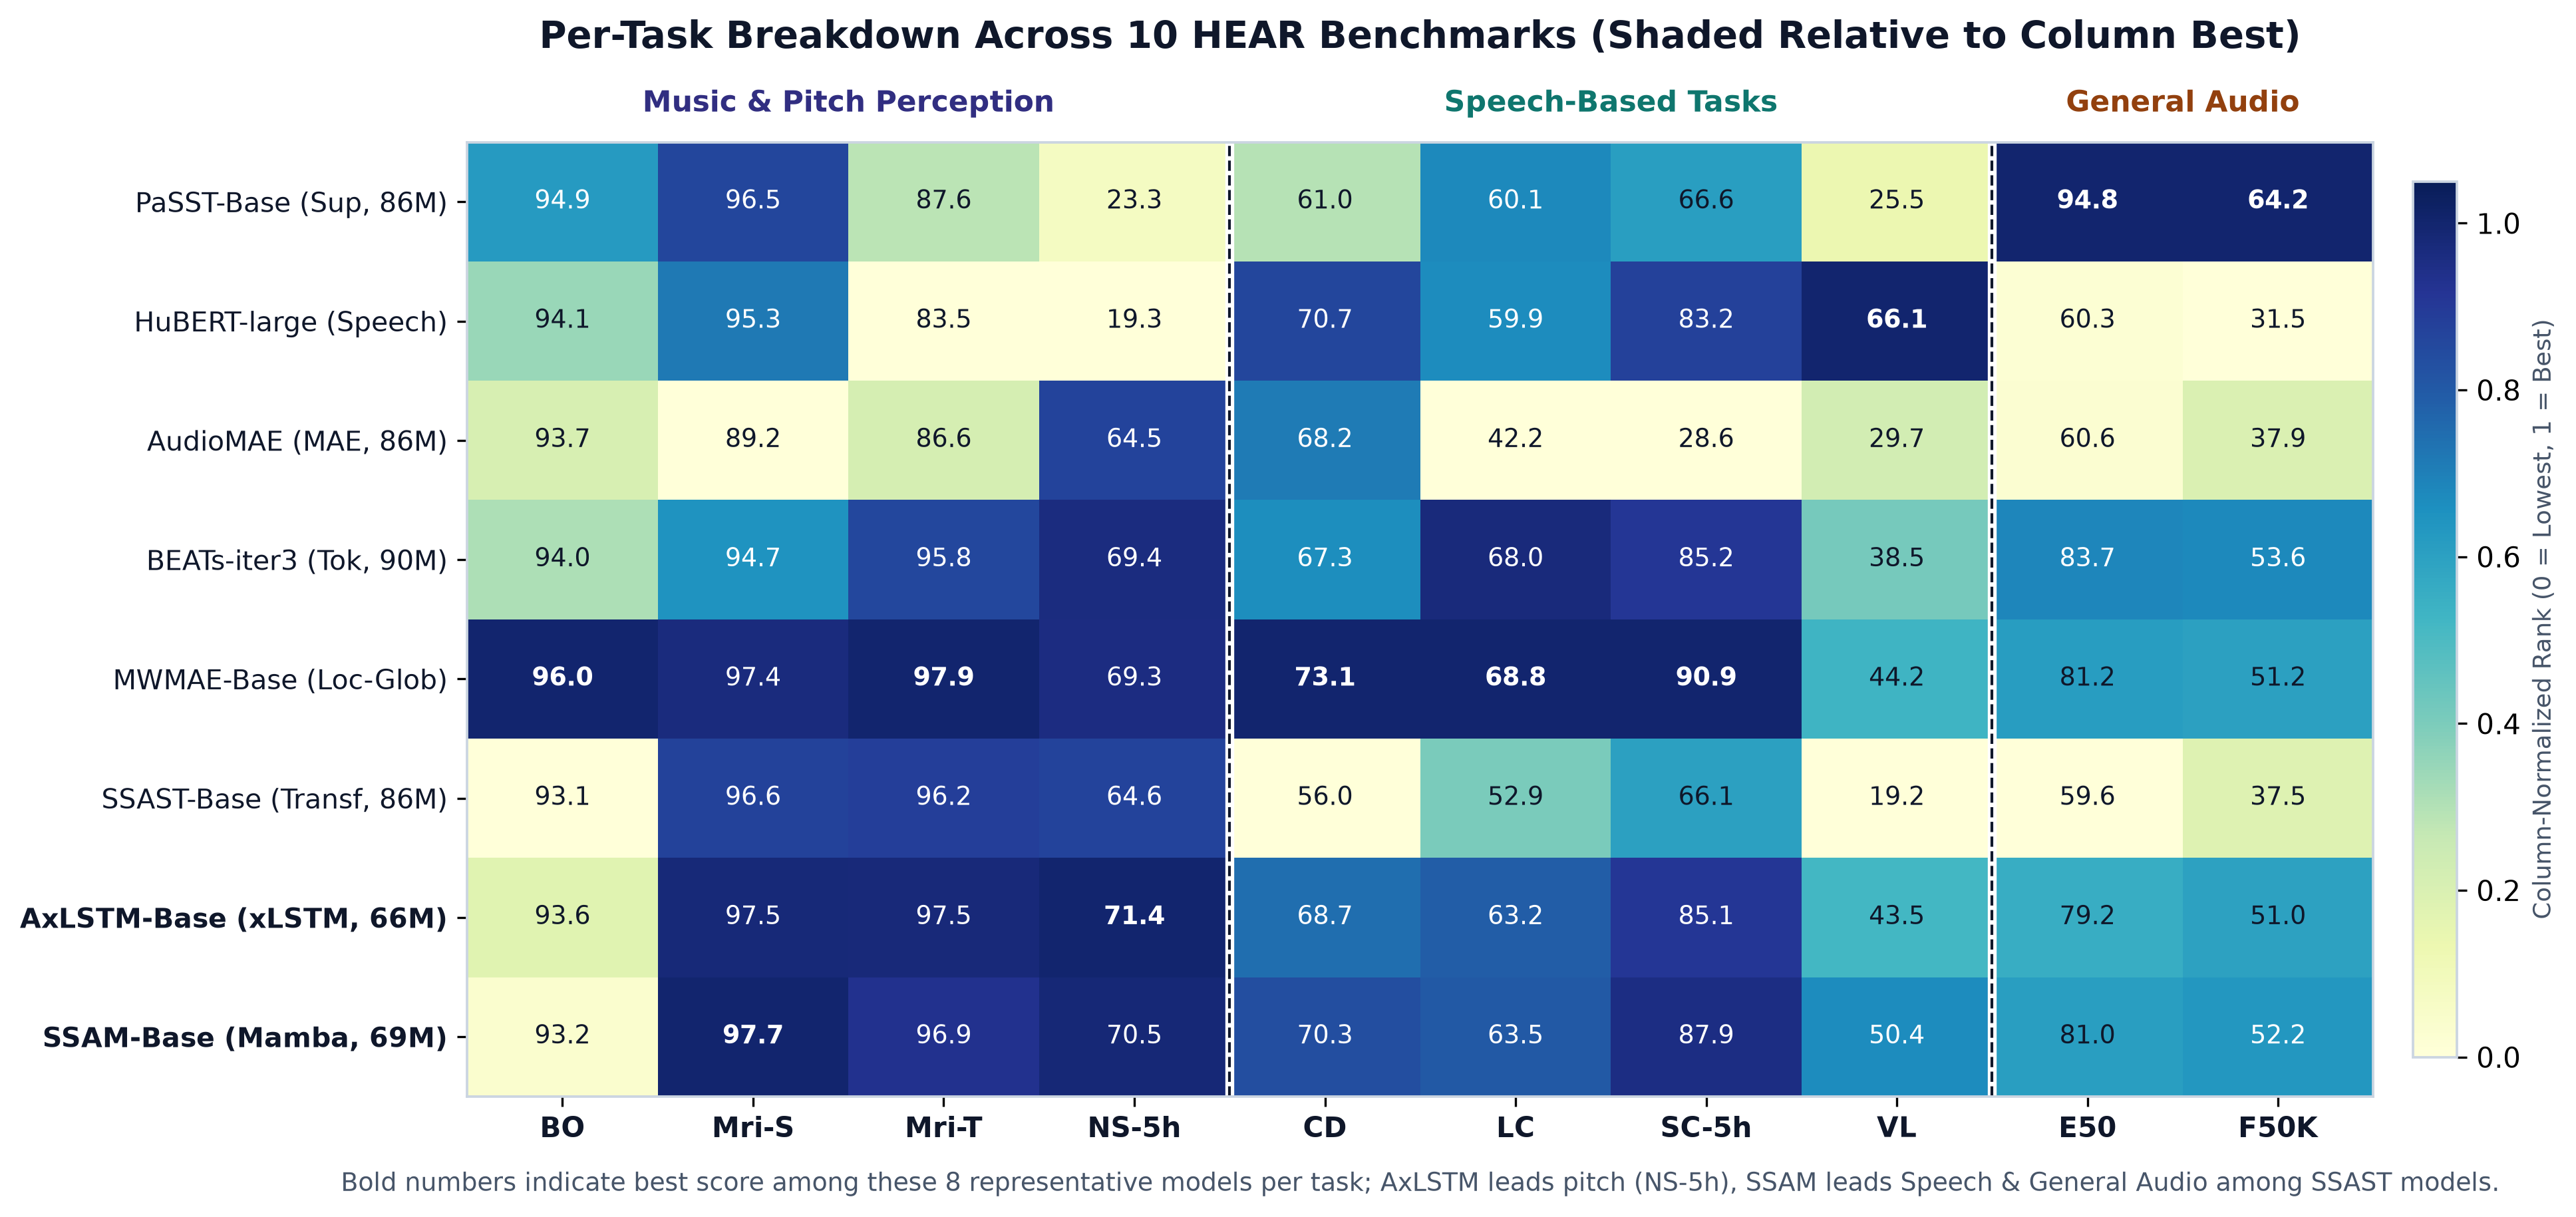 Per-Task Breakdown Across 10 HEAR Benchmarks (Shaded Relative to Column Best)
Music & Pitch Perception Speech-Based Tasks General Audio
PaSST-Base (Sup, 86M) 94.9 96.5 87.6 23.3 61.0 60.1 66.6 25.5 94.8 64.2
HuBERT-large (Speech) 94.1 95.3 83.5 19.3 70.7 59.9 83.2 66.1 60.3 31.5
AudioMAE (MAE, 86M) 93.7 89.2 86.6 64.5 68.2 42.2 28.6 29.7 60.6 37.9
BEATs-iter3 (Tok, 90M) 94.0 94.7 95.8 69.4 67.3 68.0 85.2 38.5 83.7 53.6
MWMAE-Base (Loc-Glob) 96.0 97.4 97.9 69.3 73.1 68.8 90.9 44.2 81.2 51.2
SSAST-Base (Transf, 86M) 93.1 96.6 96.2 64.6 56.0 52.9 66.1 19.2 59.6 37.5
AxLSTM-Base (xLSTM, 66M) 93.6 97.5 97.5 71.4 68.7 63.2 85.1 43.5 79.2 51.0
SSAM-Base (Mamba, 69M) 93.2 97.7 96.9 70.5 70.3 63.5 87.9 50.4 81.0 52.2
BO Mri-S Mri-T NS-5h CD LC SC-5h VL E50 F50K
1.0
0.8
0.6
0.4
0.2
0.0
Column-Normalized Rank (0 = Lowest, 1 = Best)
Bold numbers indicate best score among these 8 representative models per task; AxLSTM leads pitch (NS-5h), SSAM leads Speech & General Audio among SSAST models.